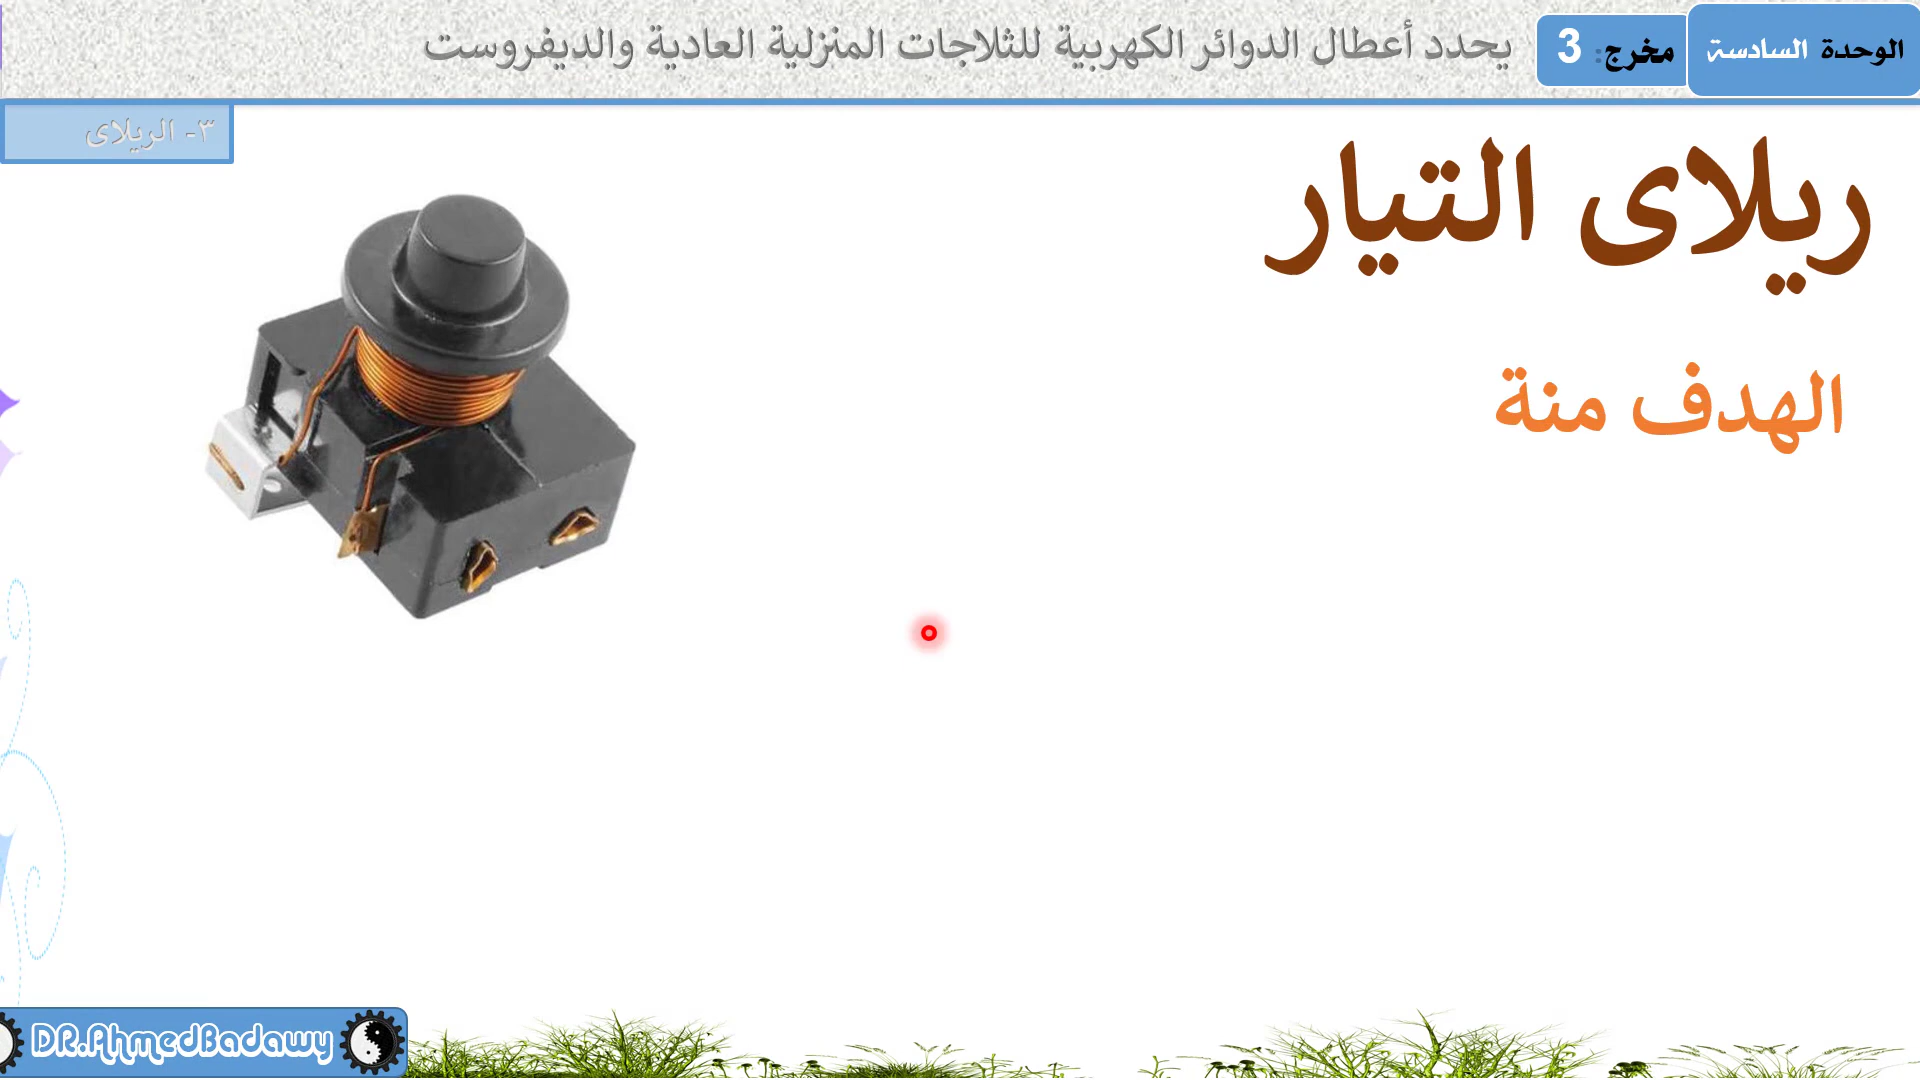 الوحدة السادسة
مخرج: 3
يحدد أعطال الدوائر الكهربية للثلاجات المنزلية العادية والديفروست
٣- الريلاى
ريلاى التيار
الهدف منة
DR.AhmedBadawy